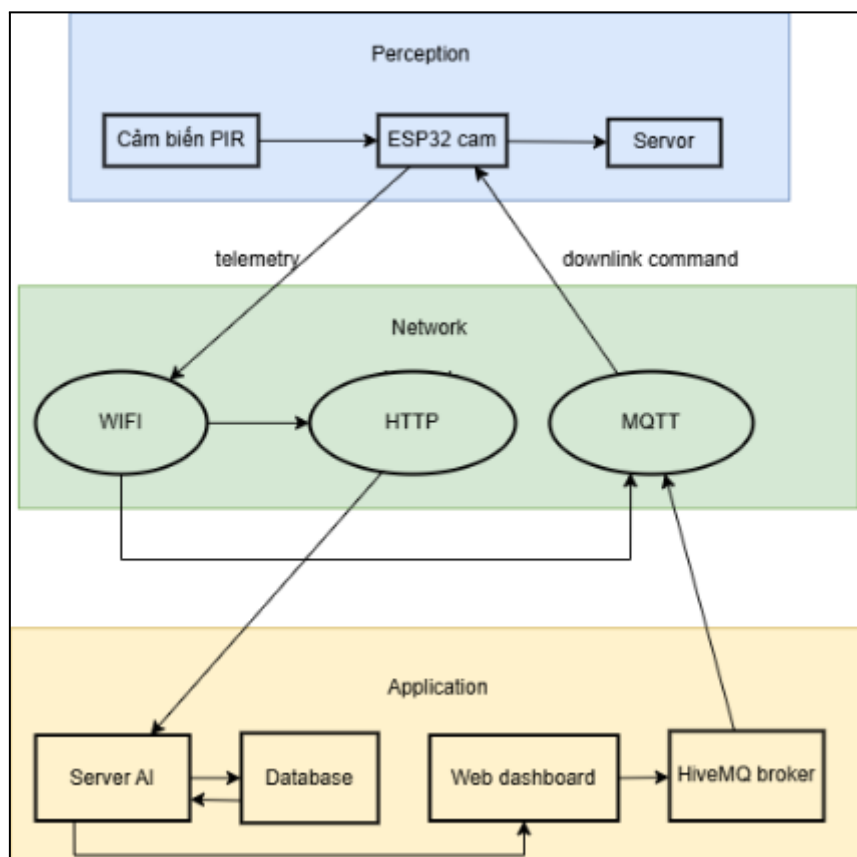 Perception
Cảm biến PIR
ESP32 cam
Servor
telemetry
downlink command
Network
WIFI
HTTP
MQTT
Application
Server AI
Database
Web dashboard
HiveMQ broker